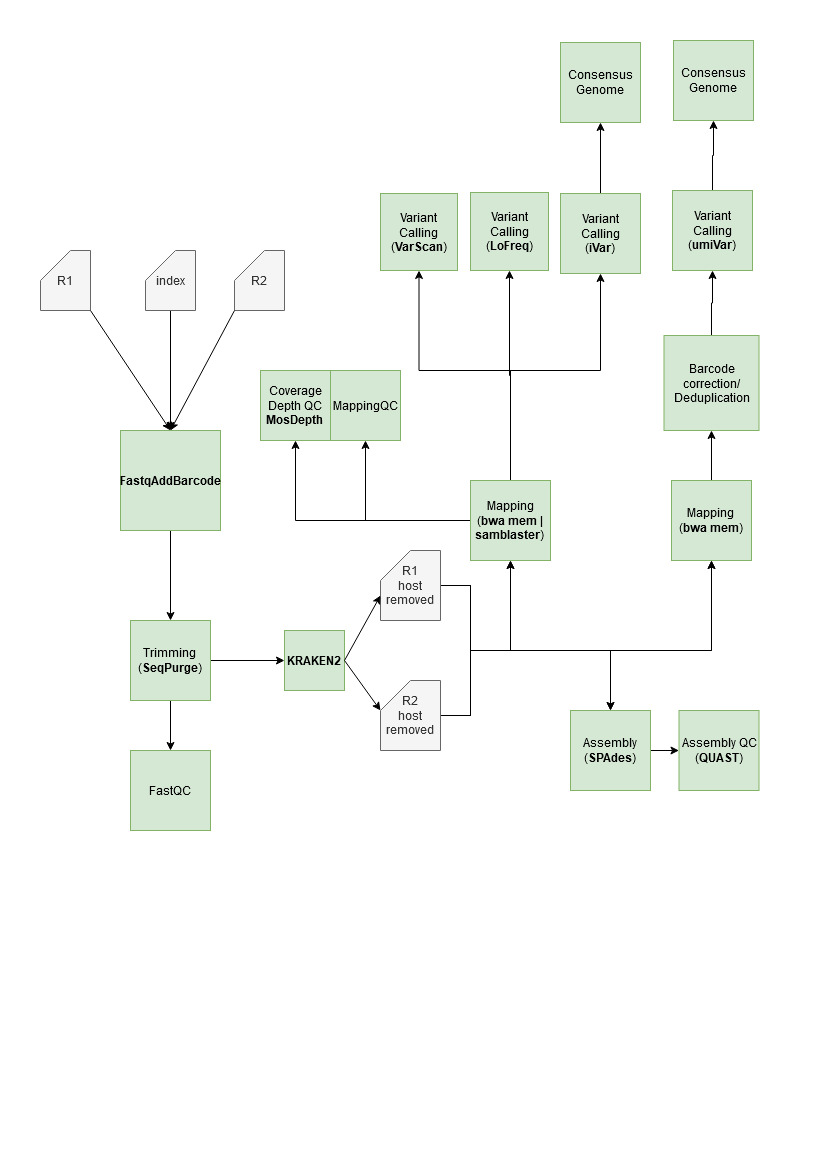 Consensus
Genome
Consensus
Genome
Variant
Calling
(VarScan)
Variant
Calling
(LoFreq)
Variant
Calling
(iVar)
Variant
Calling
(umiVar)
R1
index
R2
Barcode
correction/
Deduplication
Coverage
Depth QC
MosDepth
MappingQC
FastqAddBarcode
Mapping
(bwa mem |
samblaster)
Mapping
(bwa mem)
R1
host
removed
Trimming
(SeqPurge)
KRAKEN2
R2
host
removed
Assembly
(SPAdes)
Assembly QC
(QUAST)
FastQC